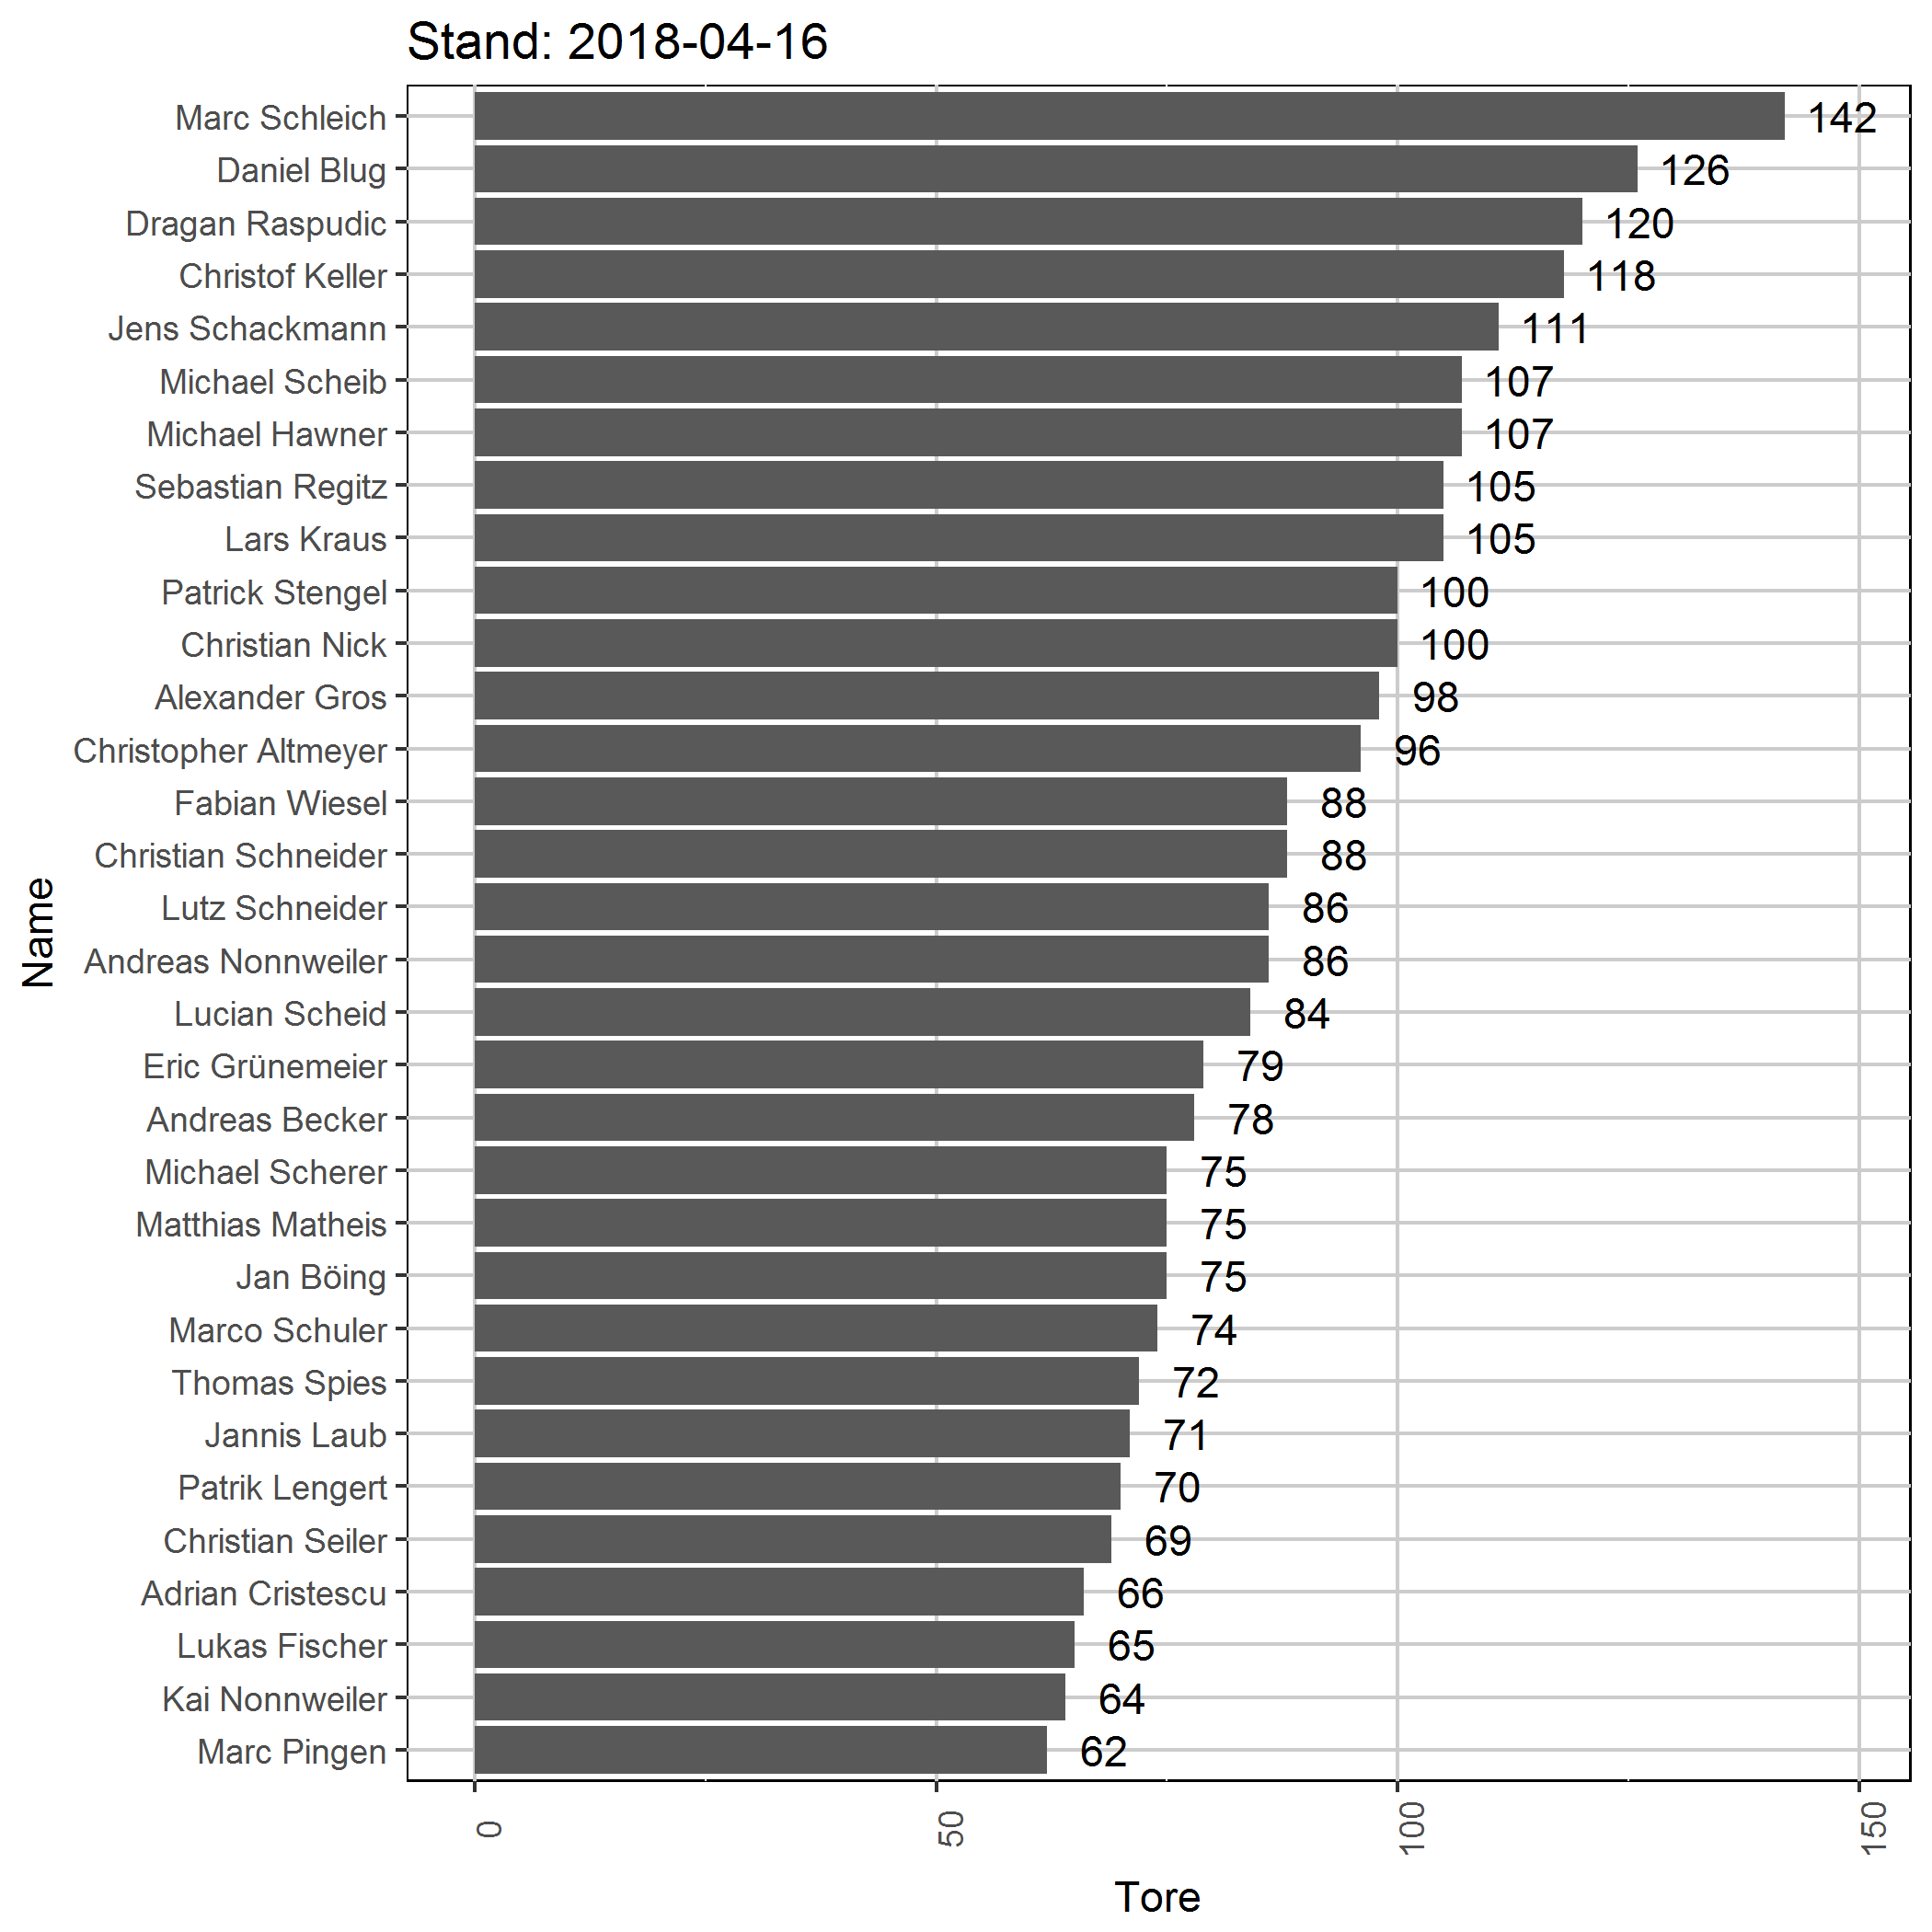 Stand: 2018-04-16
Marc Schleich 142
Daniel Blug 126
Dragan Raspudic 120
Christof Keller 118
Jens Schackmann 111
Michael Scheib 107
Michael Hawner 107
Sebastian Regitz 105
Lars Kraus 105
Patrick Stengel 100
Christian Nick 100
Alexander Gros 98
Christopher Altmeyer 96
Fabian Wiesel 88
Christian Schneider 88
Lutz Schneider 86
Andreas Nonnweiler 86
Lucian Scheid 84
Eric Grünemeier 79
Andreas Becker 78
Michael Scherer 75
Matthias Matheis 75
Jan Böing 75
Marco Schuler 74
Thomas Spies 72
Jannis Laub 71
Patrik Lengert 70
Christian Seiler 69
Adrian Cristescu 66
Lukas Fischer 65
Kai Nonnweiler 64
Marc Pingen 62
Name
0 50 100 150
Tore